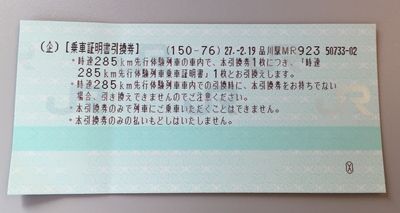 (企)【乗車証明書引換券】 (150-76) 27.-2.19 品川駅MR923 50733-02
*時速285km先行体験列車の車内で、本引換券1枚につき、「時速
285km先行体験列車乗車証明書」1枚とお引換えします。
*時速285km先行体験列車車内での引換時に、本引換券をお持ちでない
場合、引き換えできませんのでご注意ください。
*本引換券のみで列車にご乗車いただくことはできません。
*本引換券のみの払いもどしはいたしません。